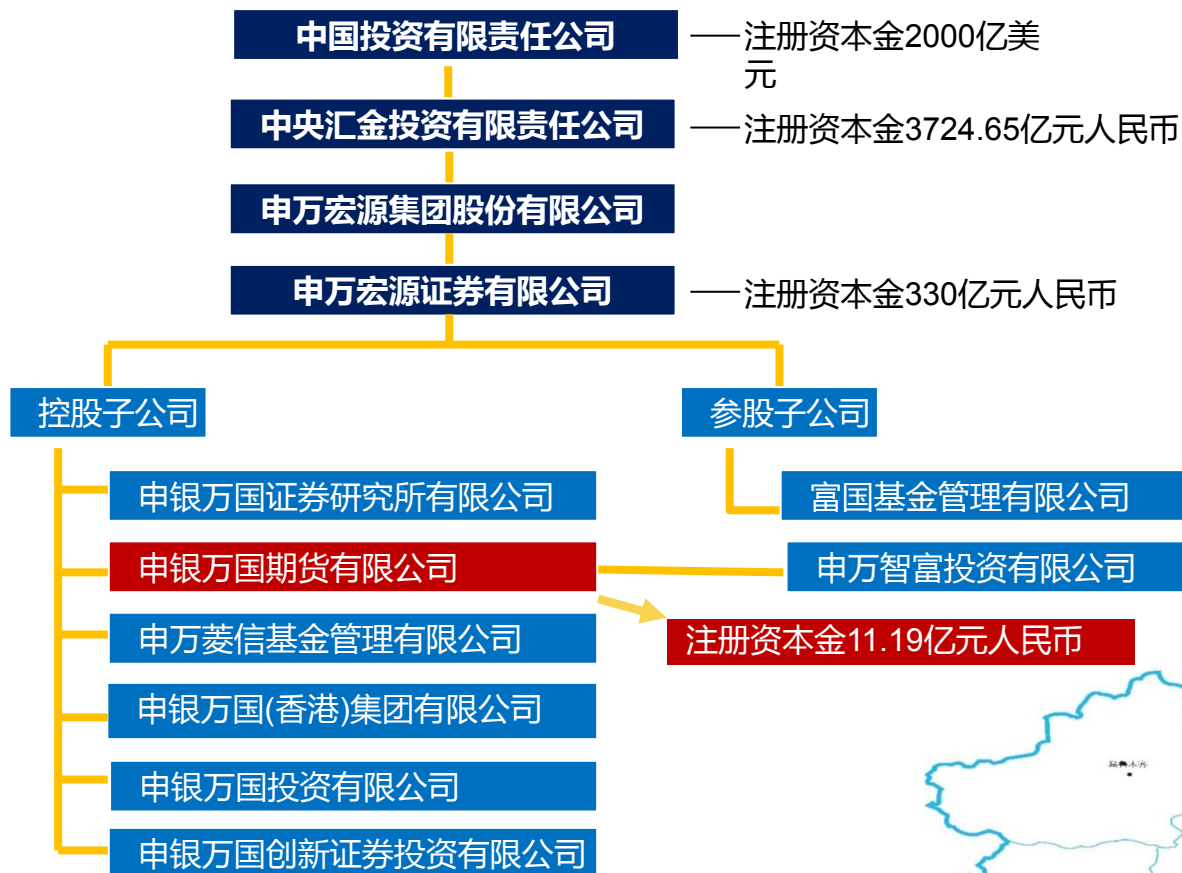 中国投资有限责任公司
注册资本金2000亿美
元
中央汇金投资有限责任公司
注册资本金3724.65亿元人民币
申万宏源集团股份有限公司
申万宏源证券有限公司
注册资本金330亿元人民币
控股子公司
参股子公司
申银万国证券研究所有限公司
富国基金管理有限公司
申银万国期货有限公司
申万智富投资有限公司
申万菱信基金管理有限公司
注册资本金11.19亿元人民币
申银万国(香港)集团有限公司
乌鲁木齐
申银万国投资有限公司
申银万国创新证券投资有限公司